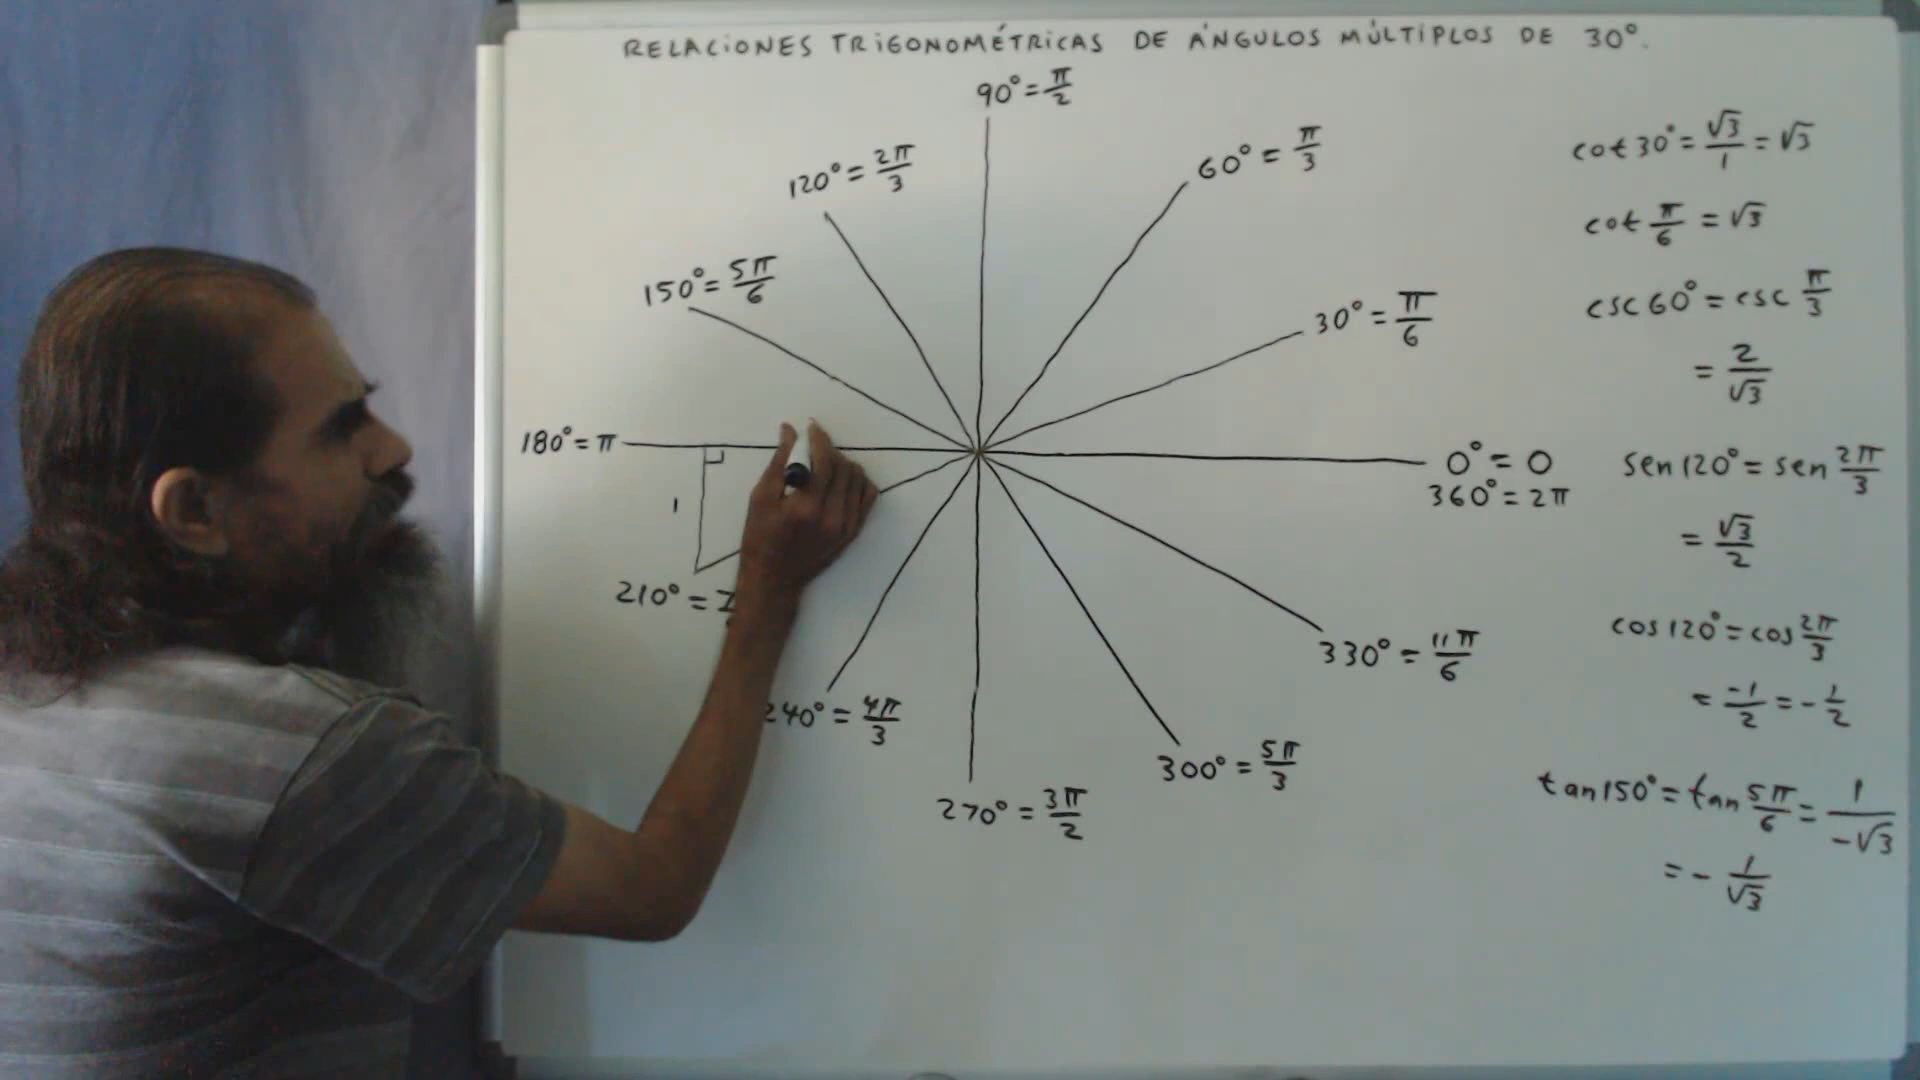 RELACIONES TRIGONOMÉTRICAS DE ÁNGULOS MÚLTIPLOS DE 30°.
90° = π/2
120° = 2π/3
60° = π/3
150° = 5π/6
30° = π/6
180° = π
0° = 0
360° = 2π
1
210° =
330° = 11π/6
240° = 4π/3
300° = 5π/3
270° = 3π/2
cot 30° = √3/1 = √3
cot π/6 = √3
csc 60° = csc π/3
= 2/√3
sen 120° = sen 2π/3
= √3/2
cos 120° = cos 2π/3
= -1/2 = - 1/2
tan 150° = tan 5π/6 = 1/-√3
= - 1/√3